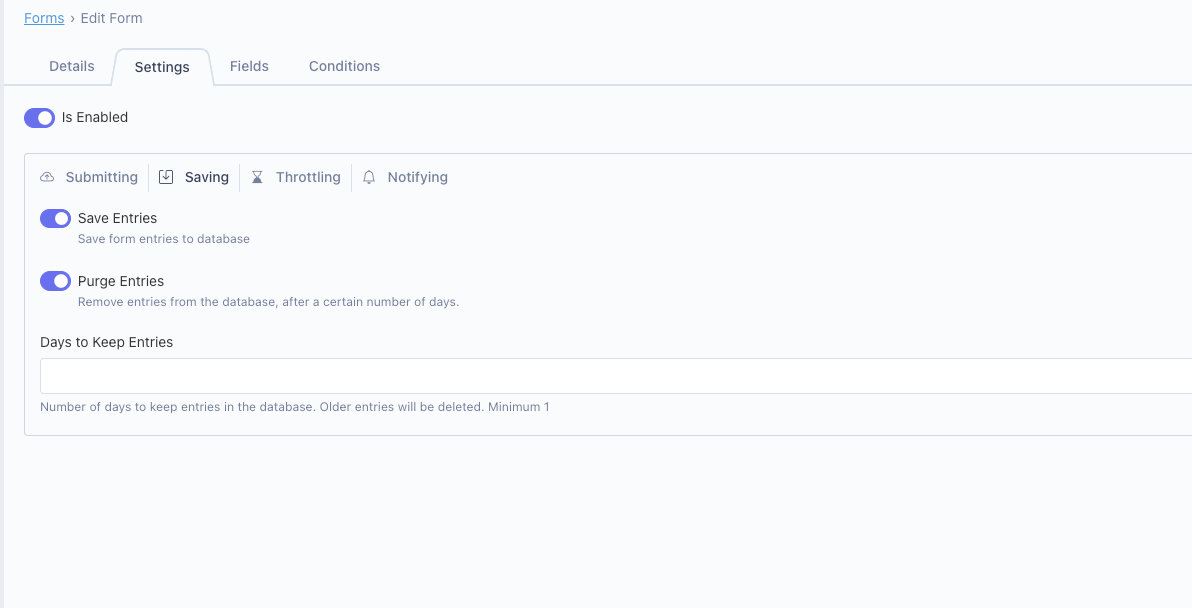 Forms › Edit Form
Details Settings Fields Conditions
Is Enabled
Submitting Saving Throttling Notifying
Save Entries
Save form entries to database
Purge Entries
Remove entries from the database, after a certain number of days.
Days to Keep Entries
Number of days to keep entries in the database. Older entries will be deleted. Minimum 1